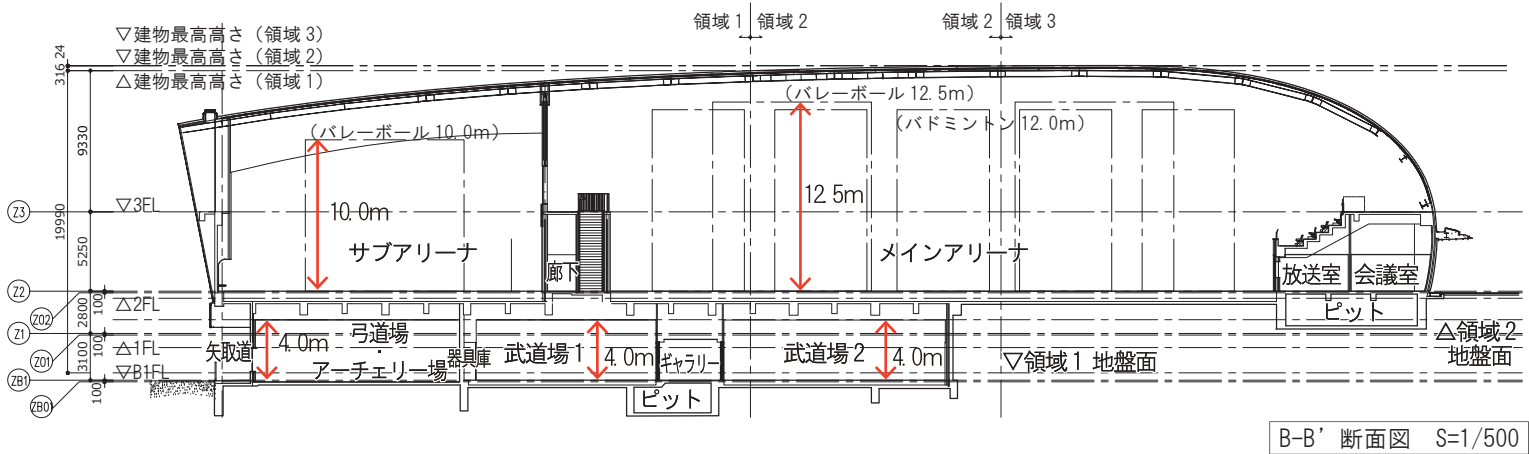 領域 1 領域 2
領域 2 領域 3
▽建物最高高さ (領域 3)
▽建物最高高さ (領域 2)
△建物最高高さ (領域 1)
316 24
(バレーボール 12.5m)
(バレーボール 10.0m)
(バドミントン 12.0m)
9330
19990
Z3
▽3FL
10.0m
12.5m
サブアリーナ
メインアリーナ
5250
廊下
放送室
会議室
Z2
△2FL
100
Z02
2800
ピット
Z1
弓道場
・
アーチェリー場
矢取道
4.0m
器具庫
武道場1
4.0m
ギャラリー
武道場2
4.0m
▽領域 1 地盤面
△領域 2
地盤面
100
Z01
△1FL
3100
▽B1FL
ZB1
100
ZB01
ピット
B-B’ 断面図 S=1/500